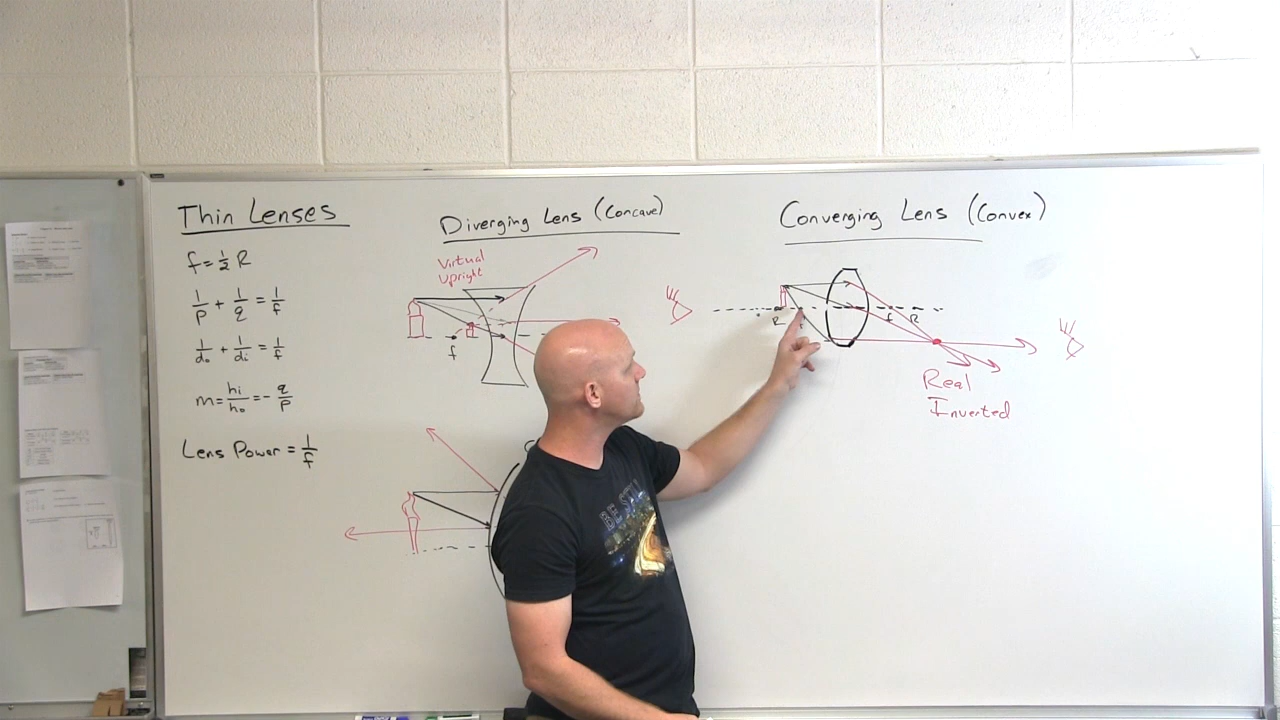 Thin Lenses
f = ½ R
1/p + 1/q = 1/f
1/do + 1/di = 1/f
m = hi/ho = - q/p
Lens Power = 1/f
Diverging Lens (Concave)
Virtual
Upright
f
Converging Lens (Convex)
R
f
R
Real
Inverted
BE